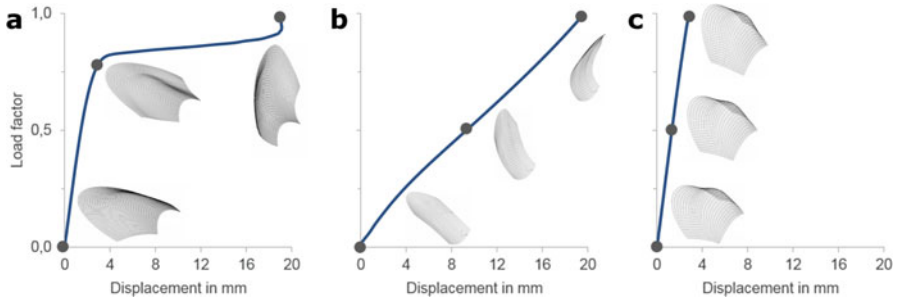 a
b
c
1,0
0,5
0,0
Load factor
0 4 8 12 16 20
0 4 8 12 16 20
0 4 8 12 16 20
Displacement in mm
Displacement in mm
Displacement in mm